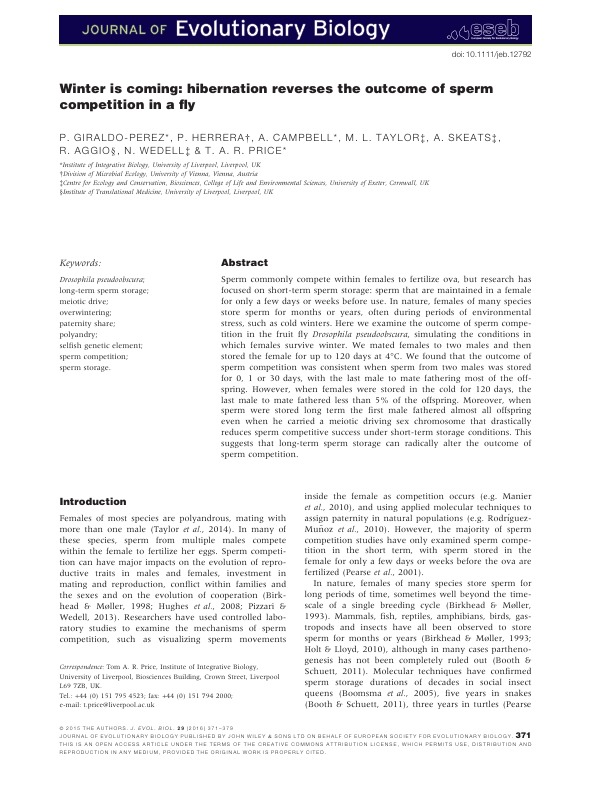 JOURNAL OF Evolutionary Biology
eseb
doi: 10.1111/jeb.12792
Winter is coming: hibernation reverses the outcome of sperm
competition in a fly
P. GIRALDO-PEREZ*, P. HERRERA†, A. CAMPBELL*, M. L. TAYLOR‡, A. SKEATS‡,
R. AGGIO§, N. WEDELL‡ & T. A. R. PRICE*
*Institute of Integrative Biology, University of Liverpool, Liverpool, UK
†Division of Microbial Ecology, University of Vienna, Vienna, Austria
‡Centre for Ecology and Conservation, Biosciences, College of Life and Environmental Sciences, University of Exeter, Cornwall, UK
§Institute of Translational Medicine, University of Liverpool, Liverpool, UK
Keywords:
Drosophila pseudoobscura;
long-term sperm storage;
meiotic drive;
overwintering;
paternity share;
polyandry;
selfish genetic element;
sperm competition;
sperm storage.
Abstract
Sperm commonly compete within females to fertilize ova, but research has
focused on short-term sperm storage: sperm that are maintained in a female
for only a few days or weeks before use. In nature, females of many species
store sperm for months or years, often during periods of environmental
stress, such as cold winters. Here we examine the outcome of sperm compe-
tition in the fruit fly Drosophila pseudoobscura, simulating the conditions in
which females survive winter. We mated females to two males and then
stored the female for up to 120 days at 4°C. We found that the outcome of
sperm competition was consistent when sperm from two males was stored
for 0, 1 or 30 days, with the last male to mate fathering most of the off-
spring. However, when females were stored in the cold for 120 days, the
last male to mate fathered less than 5% of the offspring. Moreover, when
sperm were stored long term the first male fathered almost all offspring
even when he carried a meiotic driving sex chromosome that drastically
reduces sperm competitive success under short-term storage conditions. This
suggests that long-term sperm storage can radically alter the outcome of
sperm competition.
Introduction
Females of most species are polyandrous, mating with
more than one male (Taylor et al., 2014). In many of
these species, sperm from multiple males compete
within the female to fertilize her eggs. Sperm competi-
tion can have major impacts on the evolution of repro-
ductive traits in males and females, investment in
mating and reproduction, conflict within families and
the sexes and on the evolution of cooperation (Birk-
head & Møller, 1998; Hughes et al., 2008; Pizzari &
Wedell, 2013). Researchers have used controlled labo-
ratory studies to examine the mechanisms of sperm
competition, such as visualizing sperm movements
Correspondence: Tom A. R. Price, Institute of Integrative Biology,
University of Liverpool, Biosciences Building, Crown Street, Liverpool
L69 7ZB, UK.
Tel.: +44 (0) 151 795 4523; fax: +44 (0) 151 794 2000;
e-mail: t.price@liverpool.ac.uk
inside the female as competition occurs (e.g. Manier
et al., 2010), and using applied molecular techniques to
assign paternity in natural populations (e.g. Rodríguez-
Muñoz et al., 2010). However, the majority of sperm
competition studies have only examined sperm compe-
tition in the short term, with sperm stored in the
female for only a few days or weeks before the ova are
fertilized (Pearse et al., 2001).
In nature, females of many species store sperm for
long periods of time, sometimes well beyond the time-
scale of a single breeding cycle (Birkhead & Møller,
1993). Mammals, fish, reptiles, amphibians, birds, gas-
tropods and insects have all been observed to store
sperm for months or years (Birkhead & Møller, 1993;
Holt & Lloyd, 2010), although in many cases partheno-
genesis has not been completely ruled out (Booth &
Schuett, 2011). Molecular techniques have confirmed
sperm storage durations of decades in social insect
queens (Boomsma et al., 2005), five years in snakes
(Booth & Schuett, 2011), three years in turtles (Pearse
© 2015 THE AUTHORS. J. EVOL. BIOL. 29 (2016) 371–379
JOURNAL OF EVOLUTIONARY BIOLOGY PUBLISHED BY JOHN WILEY & SONS LTD ON BEHALF OF EUROPEAN SOCIETY FOR EVOLUTIONARY BIOLOGY. 371
THIS IS AN OPEN ACCESS ARTICLE UNDER THE TERMS OF THE CREATIVE COMMONS ATTRIBUTION LICENSE, WHICH PERMITS USE, DISTRIBUTION AND
REPRODUCTION IN ANY MEDIUM, PROVIDED THE ORIGINAL WORK IS PROPERLY CITED.